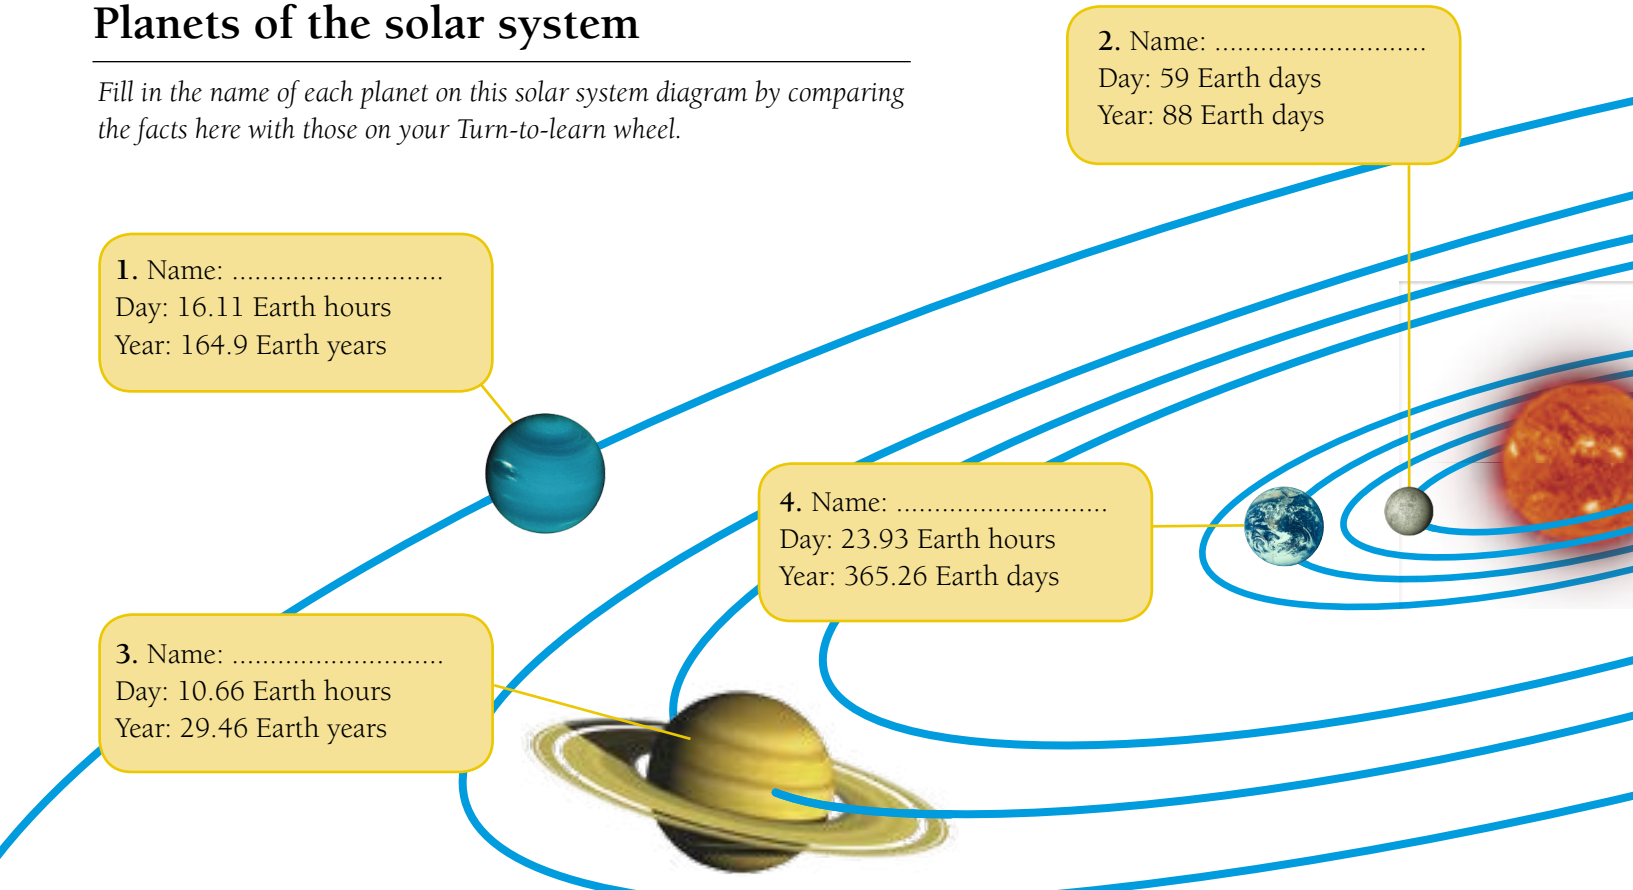 Planets of the solar system
Fill in the name of each planet on this solar system diagram by comparing
the facts here with those on your Turn-to-learn wheel.
2. Name: ............................
Day: 59 Earth days
Year: 88 Earth days
1. Name: ............................
Day: 16.11 Earth hours
Year: 164.9 Earth years
4. Name: ............................
Day: 23.93 Earth hours
Year: 365.26 Earth days
3. Name: ............................
Day: 10.66 Earth hours
Year: 29.46 Earth years